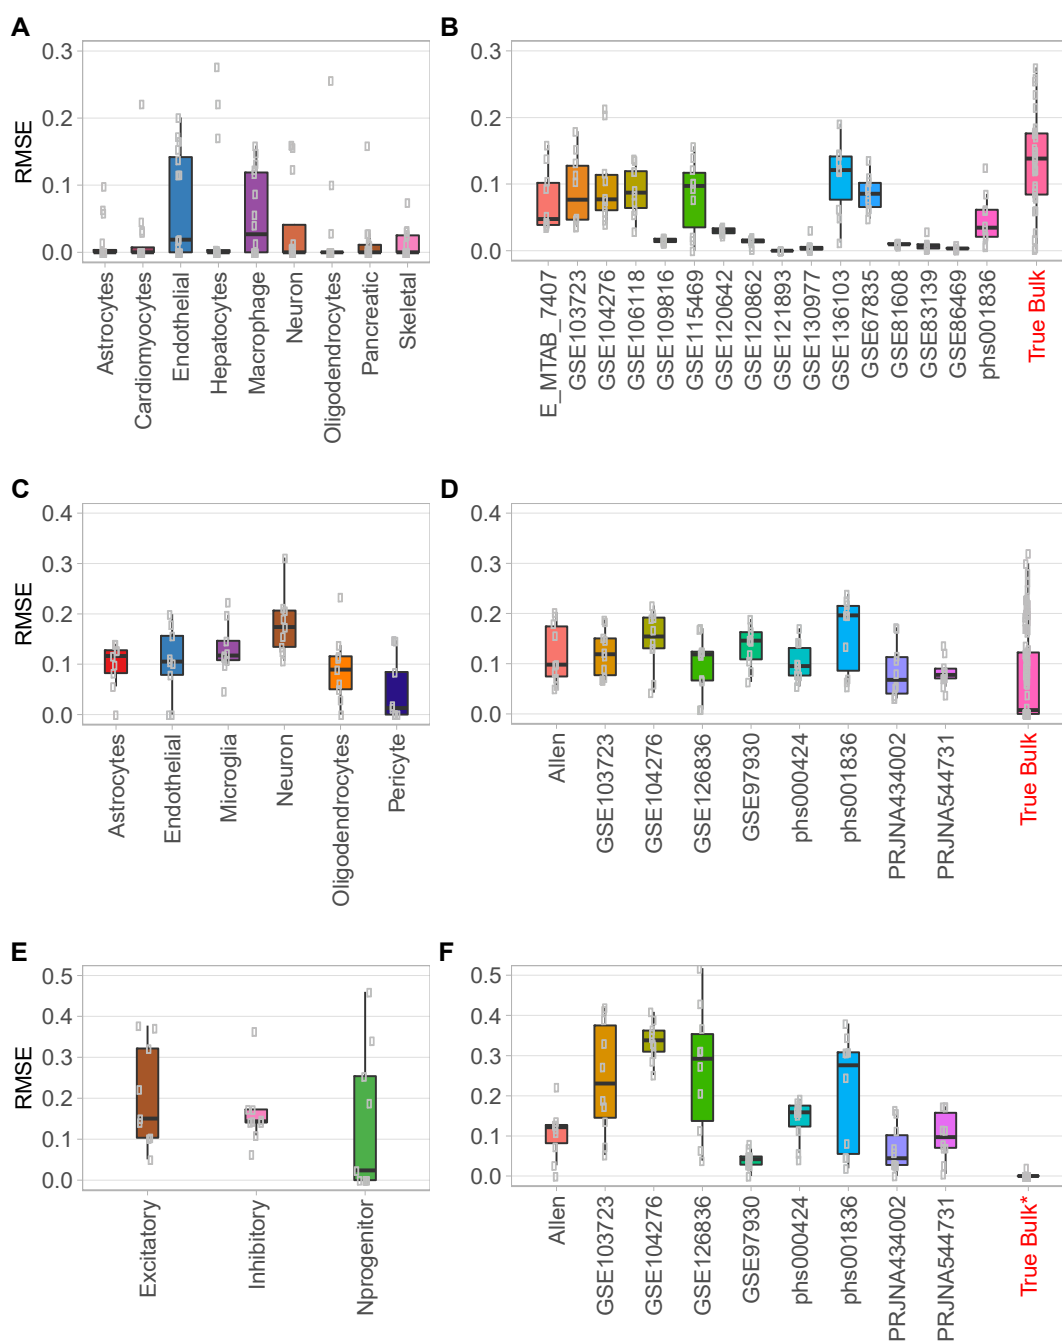 A
RMSE
0.3
0.2
0.1
0.0
Astrocytes
Cardiomyocytes
Endothelial
Hepatocytes
Macrophage
Neuron
Oligodendrocytes
Pancreatic
Skeletal
B
0.3
0.2
0.1
0.0
E_MTAB_7407
GSE103723
GSE104276
GSE106118
GSE109816
GSE115469
GSE120642
GSE120862
GSE121893
GSE130977
GSE136103
GSE67835
GSE81608
GSE83139
GSE86469
phs001836
True Bulk
C
RMSE
0.4
0.3
0.2
0.1
0.0
Astrocytes
Endothelial
Microglia
Neuron
Oligodendrocytes
Pericyte
D
0.4
0.3
0.2
0.1
0.0
Allen
GSE103723
GSE104276
GSE126836
GSE97930
phs000424
phs001836
PRJNA434002
PRJNA544731
True Bulk
E
RMSE
0.5
0.4
0.3
0.2
0.1
0.0
Excitatory
Inhibitory
Nprogenitor
F
0.5
0.4
0.3
0.2
0.1
0.0
Allen
GSE103723
GSE104276
GSE126836
GSE97930
phs000424
phs001836
PRJNA434002
PRJNA544731
True Bulk*